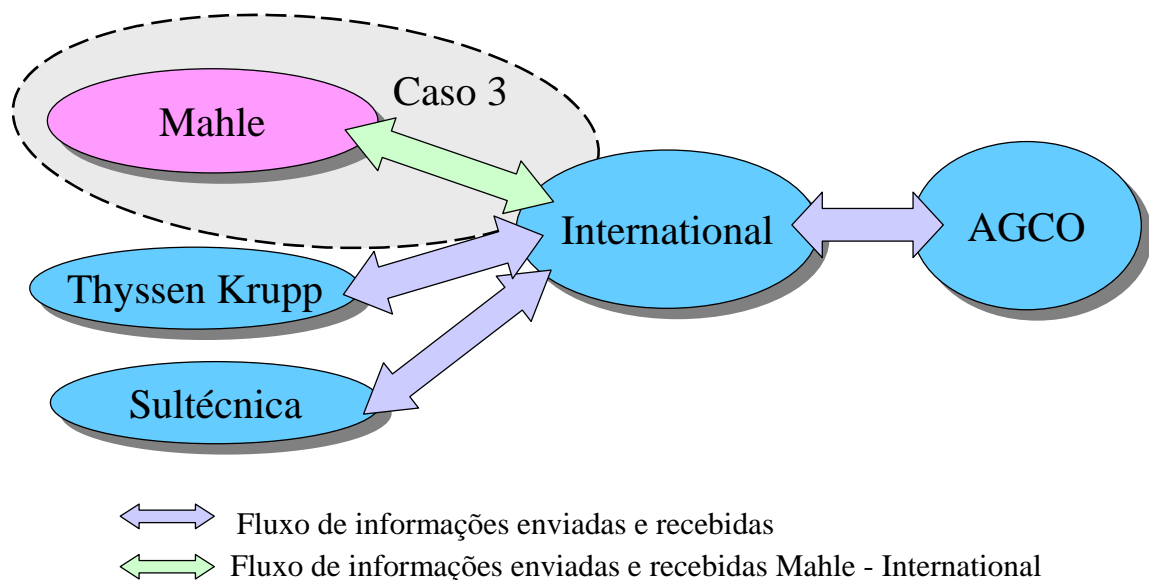 Caso 3
Mahle
International
AGCO
Thyssen Krupp
Sultécnica
Fluxo de informações enviadas e recebidas
Fluxo de informações enviadas e recebidas Mahle - International